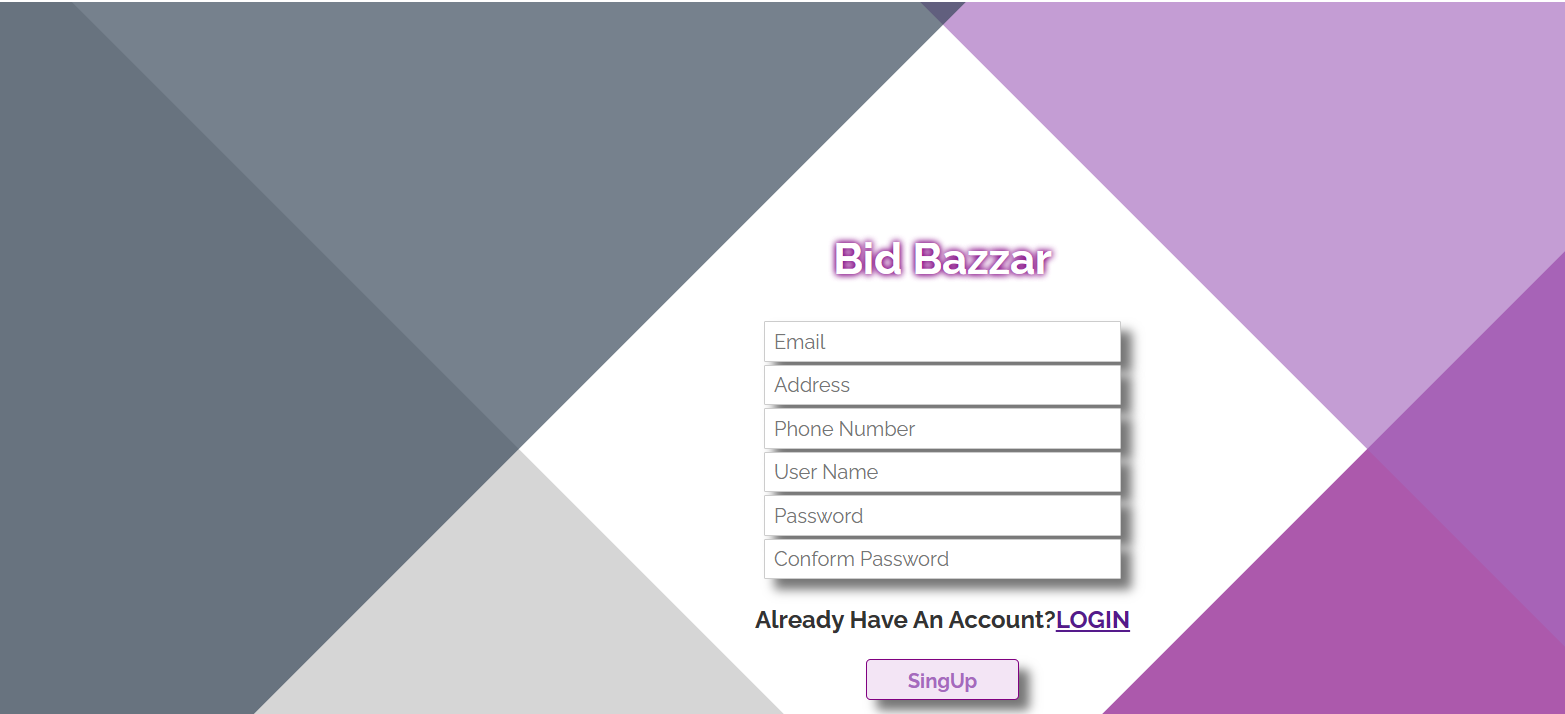 Bid Bazzar
Email
Address
Phone Number
User Name
Password
Conform Password
Already Have An Account?LOGIN
SingUp